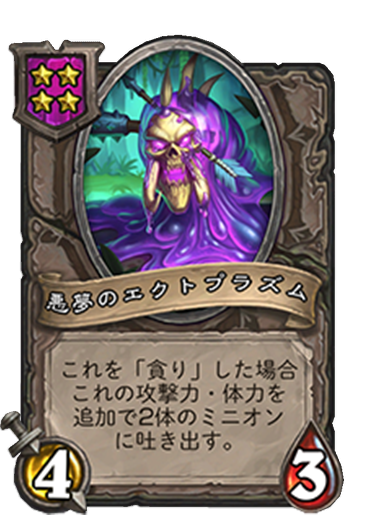 悪夢のエクトプラズム
これを「貪り」した場合
これの攻撃力・体力を
追加で2体のミニオン
に吐き出す。
4
3